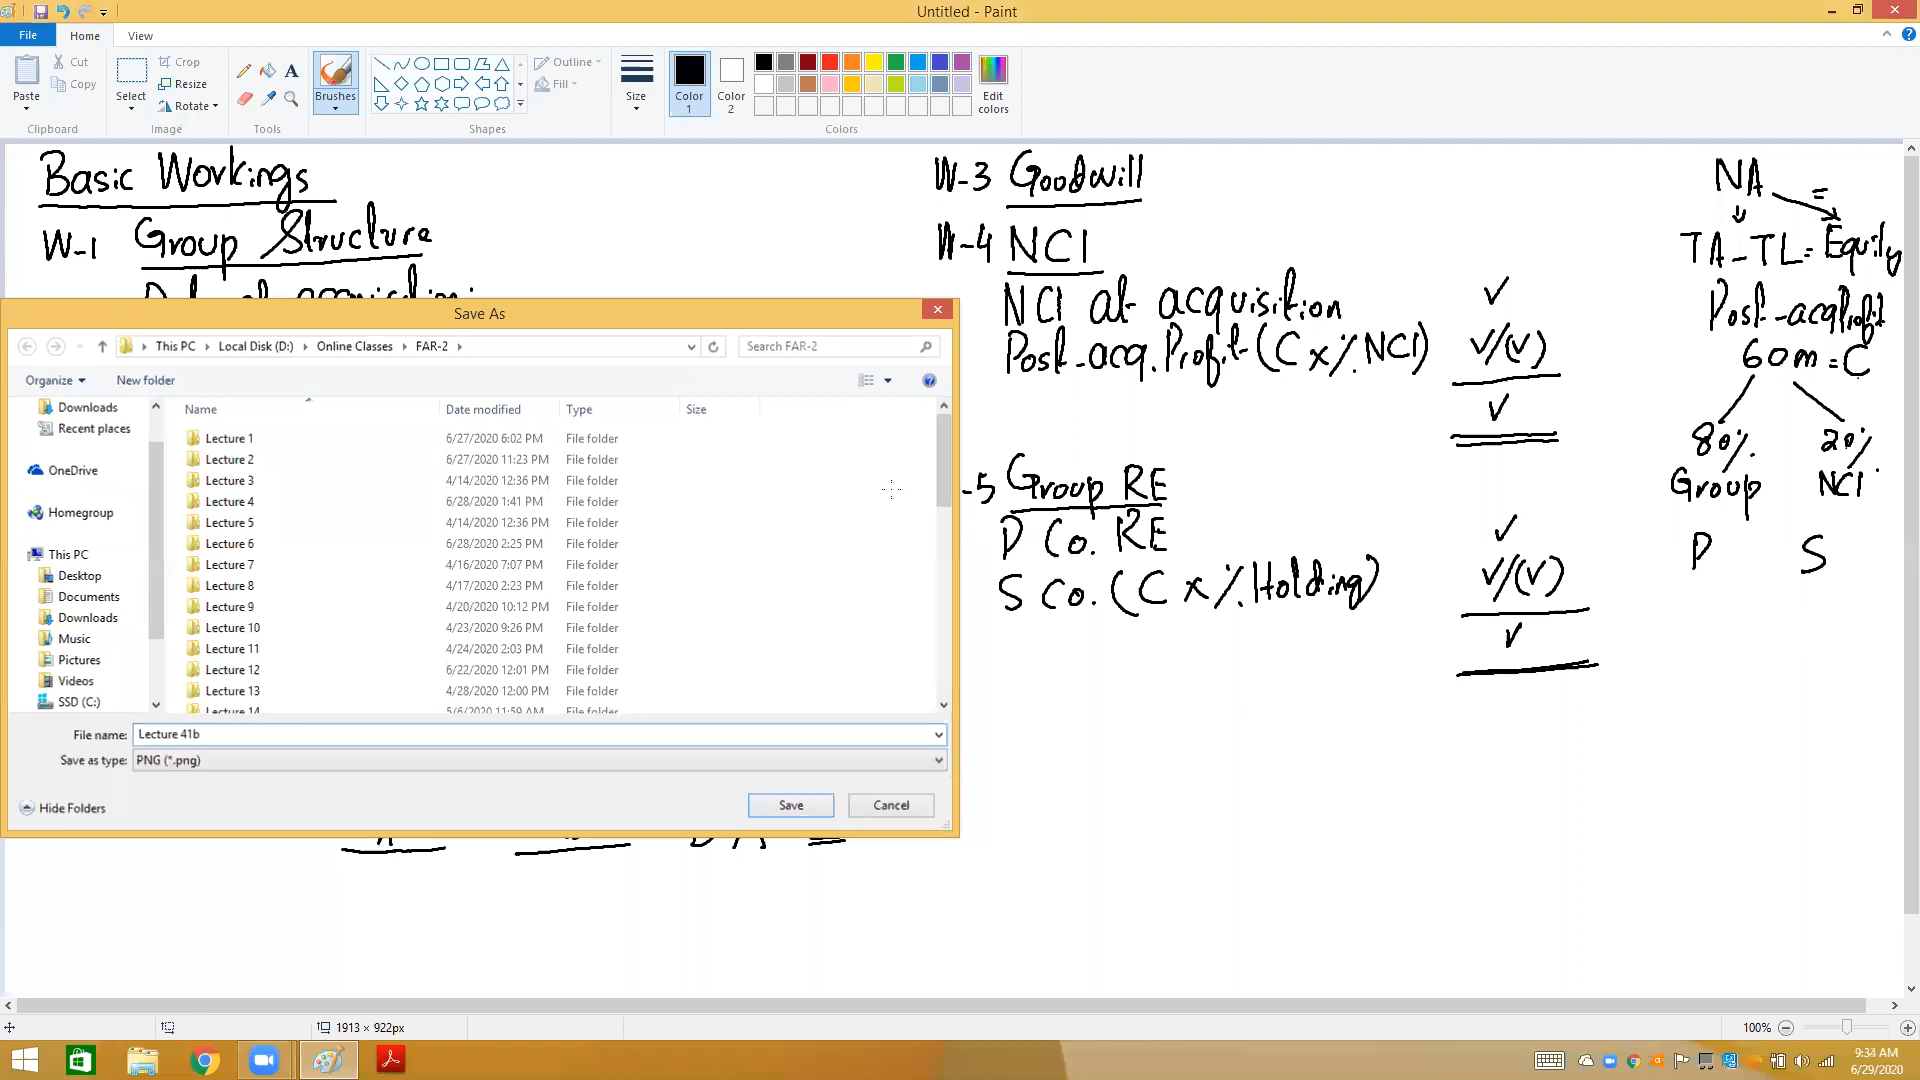 Untitled - Paint
File
Home
View
Paste
Cut
Copy
Clipboard
Select
Crop
Resize
Rotate
Image
Tools
Brushes
Shapes
Outline
Fill
Size
Color 1
Color 2
Edit colors
Colors
Basic Workings
W-1 Group Structure
W-3 Goodwill
W-4 NCI
NCI at acquisition ✓
Post-acq. Profit (C x % NCI) ✓/(✓)
✓
-5 Group RE
P Co. RE ✓
S Co. (C x % Holding) ✓/(✓)
✓
NA
=
TA - TL = Equity
Post-acq Profit
60m = C
80% 20%
Group NCI
P S
Save As
This PC
Local Disk (D:)
Online Classes
FAR-2
Search FAR-2
Organize
New folder
Downloads
Recent places
OneDrive
Homegroup
This PC
Desktop
Documents
Downloads
Music
Pictures
Videos
SSD (C:)
Name Date modified Type Size
Lecture 1 6/27/2020 6:02 PM File folder
Lecture 2 6/27/2020 11:23 PM File folder
Lecture 3 4/14/2020 12:36 PM File folder
Lecture 4 6/28/2020 1:41 PM File folder
Lecture 5 4/14/2020 12:36 PM File folder
Lecture 6 6/28/2020 2:25 PM File folder
Lecture 7 4/16/2020 7:07 PM File folder
Lecture 8 4/17/2020 2:23 PM File folder
Lecture 9 4/20/2020 10:12 PM File folder
Lecture 10 4/23/2020 9:26 PM File folder
Lecture 11 4/24/2020 2:03 PM File folder
Lecture 12 6/22/2020 12:01 PM File folder
Lecture 13 4/28/2020 12:00 PM File folder
Lecture 14 5/6/2020 11:59 AM File folder
File name: Lecture 41b
Save as type: PNG (*.png)
Hide Folders
Save
Cancel
1913 × 922px
100%
9:34 AM
6/29/2020